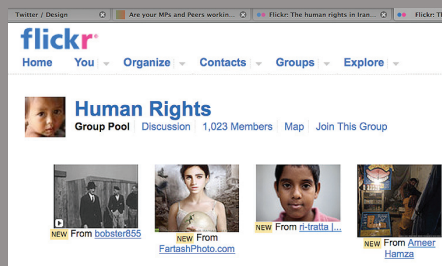 Twitter / Design
Are your MPs and Peers workin...
Flickr: The human rights in Iran...
Flickr: T
flickr
Home You Organize Contacts Groups Explore
Human Rights
Group Pool Discussion 1,023 Members Map Join This Group
NEW From bobster855
NEW From FartashPhoto.com
NEW From ri-tratta |...
NEW From Ameer Hamza